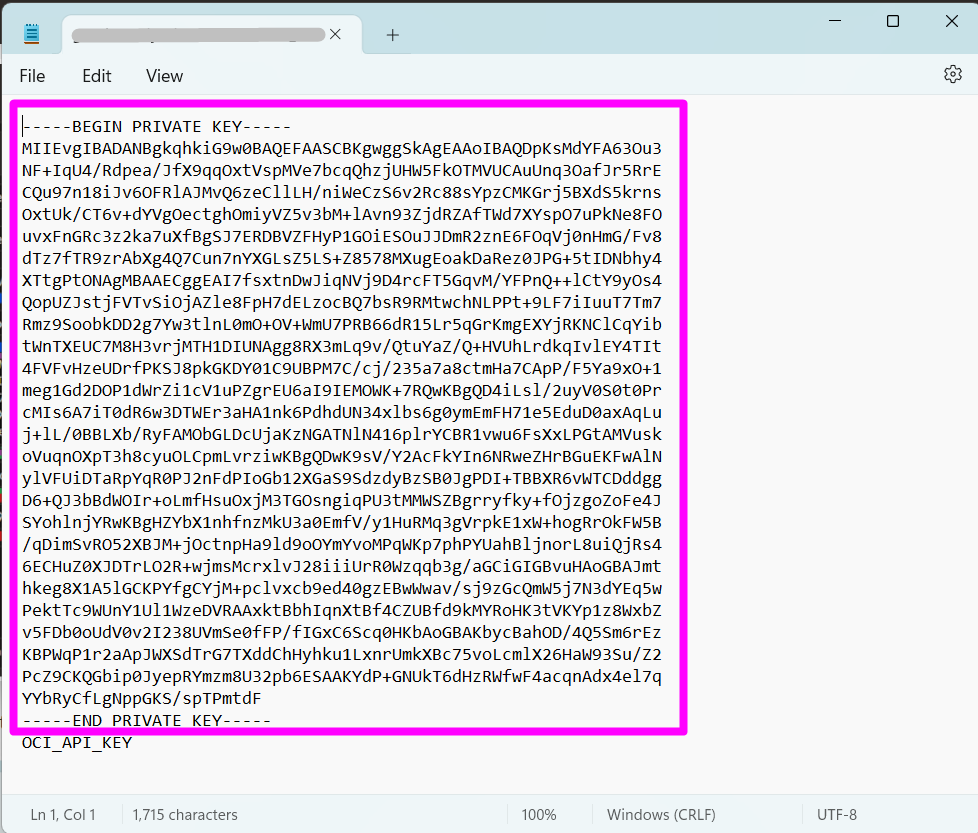 File Edit View
-----BEGIN PRIVATE KEY-----
MIIEvgIBADANBgkqhkiG9w0BAQEFAASCBKgwggSkAgEAAoIBAQDpKsMdYFA63Ou3
NF+IqU4/Rdpea/JfX9qqOxtVspMVe7bcqQhzjUHW5FkOTMVUCAuUnq3OafJr5RrE
CQu97n18iJv6OFRlAJMvQ6zeCllLH/niWeCzS6v2Rc88sYpzCMKGrj5BXdS5krns
OxtUk/CT6v+dYVgOectghOmiyVZ5v3bM+lAvn93ZjdRZAfTWd7XYspO7uPkNe8FO
uvxFnGRc3z2ka7uXfBgSJ7ERDBVZFHyP1GOiESOuJJDmR2znE6FOqVj0nHmG/Fv8
dTz7fTR9zrAbXg4Q7Cun7nYXGLsZ5LS+Z8578MXugEoakDaRez0JPG+5tIDNbhy4
XTtgPtONAgMBAAECggEAI7fsxtnDwJiqNVj9D4rcFT5GqvM/YFPnQ++lCtY9yOs4
QopUZJstjFVTvSiOjAZle8FpH7dELzocBQ7bsR9RMtwchNLPPt+9LF7iIuuT7Tm7
Rmz9SoobkDD2g7Yw3tlnL0mO+OV+WmU7PRB66dR15Lr5qGrKmgEXYjRKNClCqYib
tWnTXEUC7M8H3vrjMTH1DIUNAgg8RX3mLq9v/QtuYaZ/Q+HVUhLrdkqIvlEY4TIt
4FVFvHzeUDrfPKSJ8pkGKDY01C9UBPM7C/cj/235a7a8ctmHa7CApP/F5Ya9xO+1
meg1Gd2DOP1dWrZi1cV1uPZgrEU6aI9IEMOWK+7RQwKBgQD4iLsl/2uyV0S0t0Pr
cMIs6A7iT0dR6w3DTWEr3aHA1nk6PdhdUN34xlbs6g0ymEmFH71e5EduD0axAqLu
j+lL/0BBLXb/RyFAMObGLDcUjaKzNGATNlN416plrYCBR1vwu6FsXxLPGtAMVusk
oVuqnOXpT3h8cyuOLCpmLvrziwKBgQDwK9sV/Y2AcFkYIn6NRweZHrBGuEKFwAlN
ylVFUiDTaRpYqR0PJ2nFdPIoGb12XGaS9SdzdyBzSB0JgPDI+TBBXR6vWTCDddgg
D6+QJ3bBdWOIr+oLmfHsuOxjM3TGOsngiqPU3tMMWSZBgrryfky+fOjzgoZoFe4J
SYohlnjYRwKBgHZYbX1nhfnzMkU3a0EmfV/y1HuRMq3gVrpkE1xW+hogRrOkFW5B
/qDimSvRO52XBJM+jOctnpHa9ld9oOYmYvoMPqWKp7phPYUahBljnorL8uiQjRs4
6ECHuZ0XJDTrLO2R+wjmsMcrxlvJ28iiiUrR0Wzqqb3g/aGCiGIGBvuHAoGBAJmt
hkeg8X1A5lGCKPYfgCYjM+pclvxcb9ed40gzEBwWwav/sj9zGcQmW5j7N3dYEq5w
PektTc9WUnY1Ul1WzeDVRAAxktBbhIqnXtBf4CZUBfd9kMYRoHK3tVKYp1z8WxbZ
v5FDb0oUdV0v2I238UVmSe0fFP/fIGxC6Scq0HKbAoGBAKbycBahOD/4Q5Sm6rEz
KBPWqP1r2aApJWXSdTrG7TXddChHyhku1LxnrUmkXBc75voLcmlX26HaW93Su/Z2
PcZ9CKQGbip0JyepRYmzm8U32pb6ESAAKYdP+GNUkT6dHzRWfwF4acqnAdx4el7q
YYbRyCfLgNppGKS/spTPmtdF
-----END PRIVATE KEY-----
OCI_API_KEY
Ln 1, Col 1 1,715 characters 100% Windows (CRLF) UTF-8